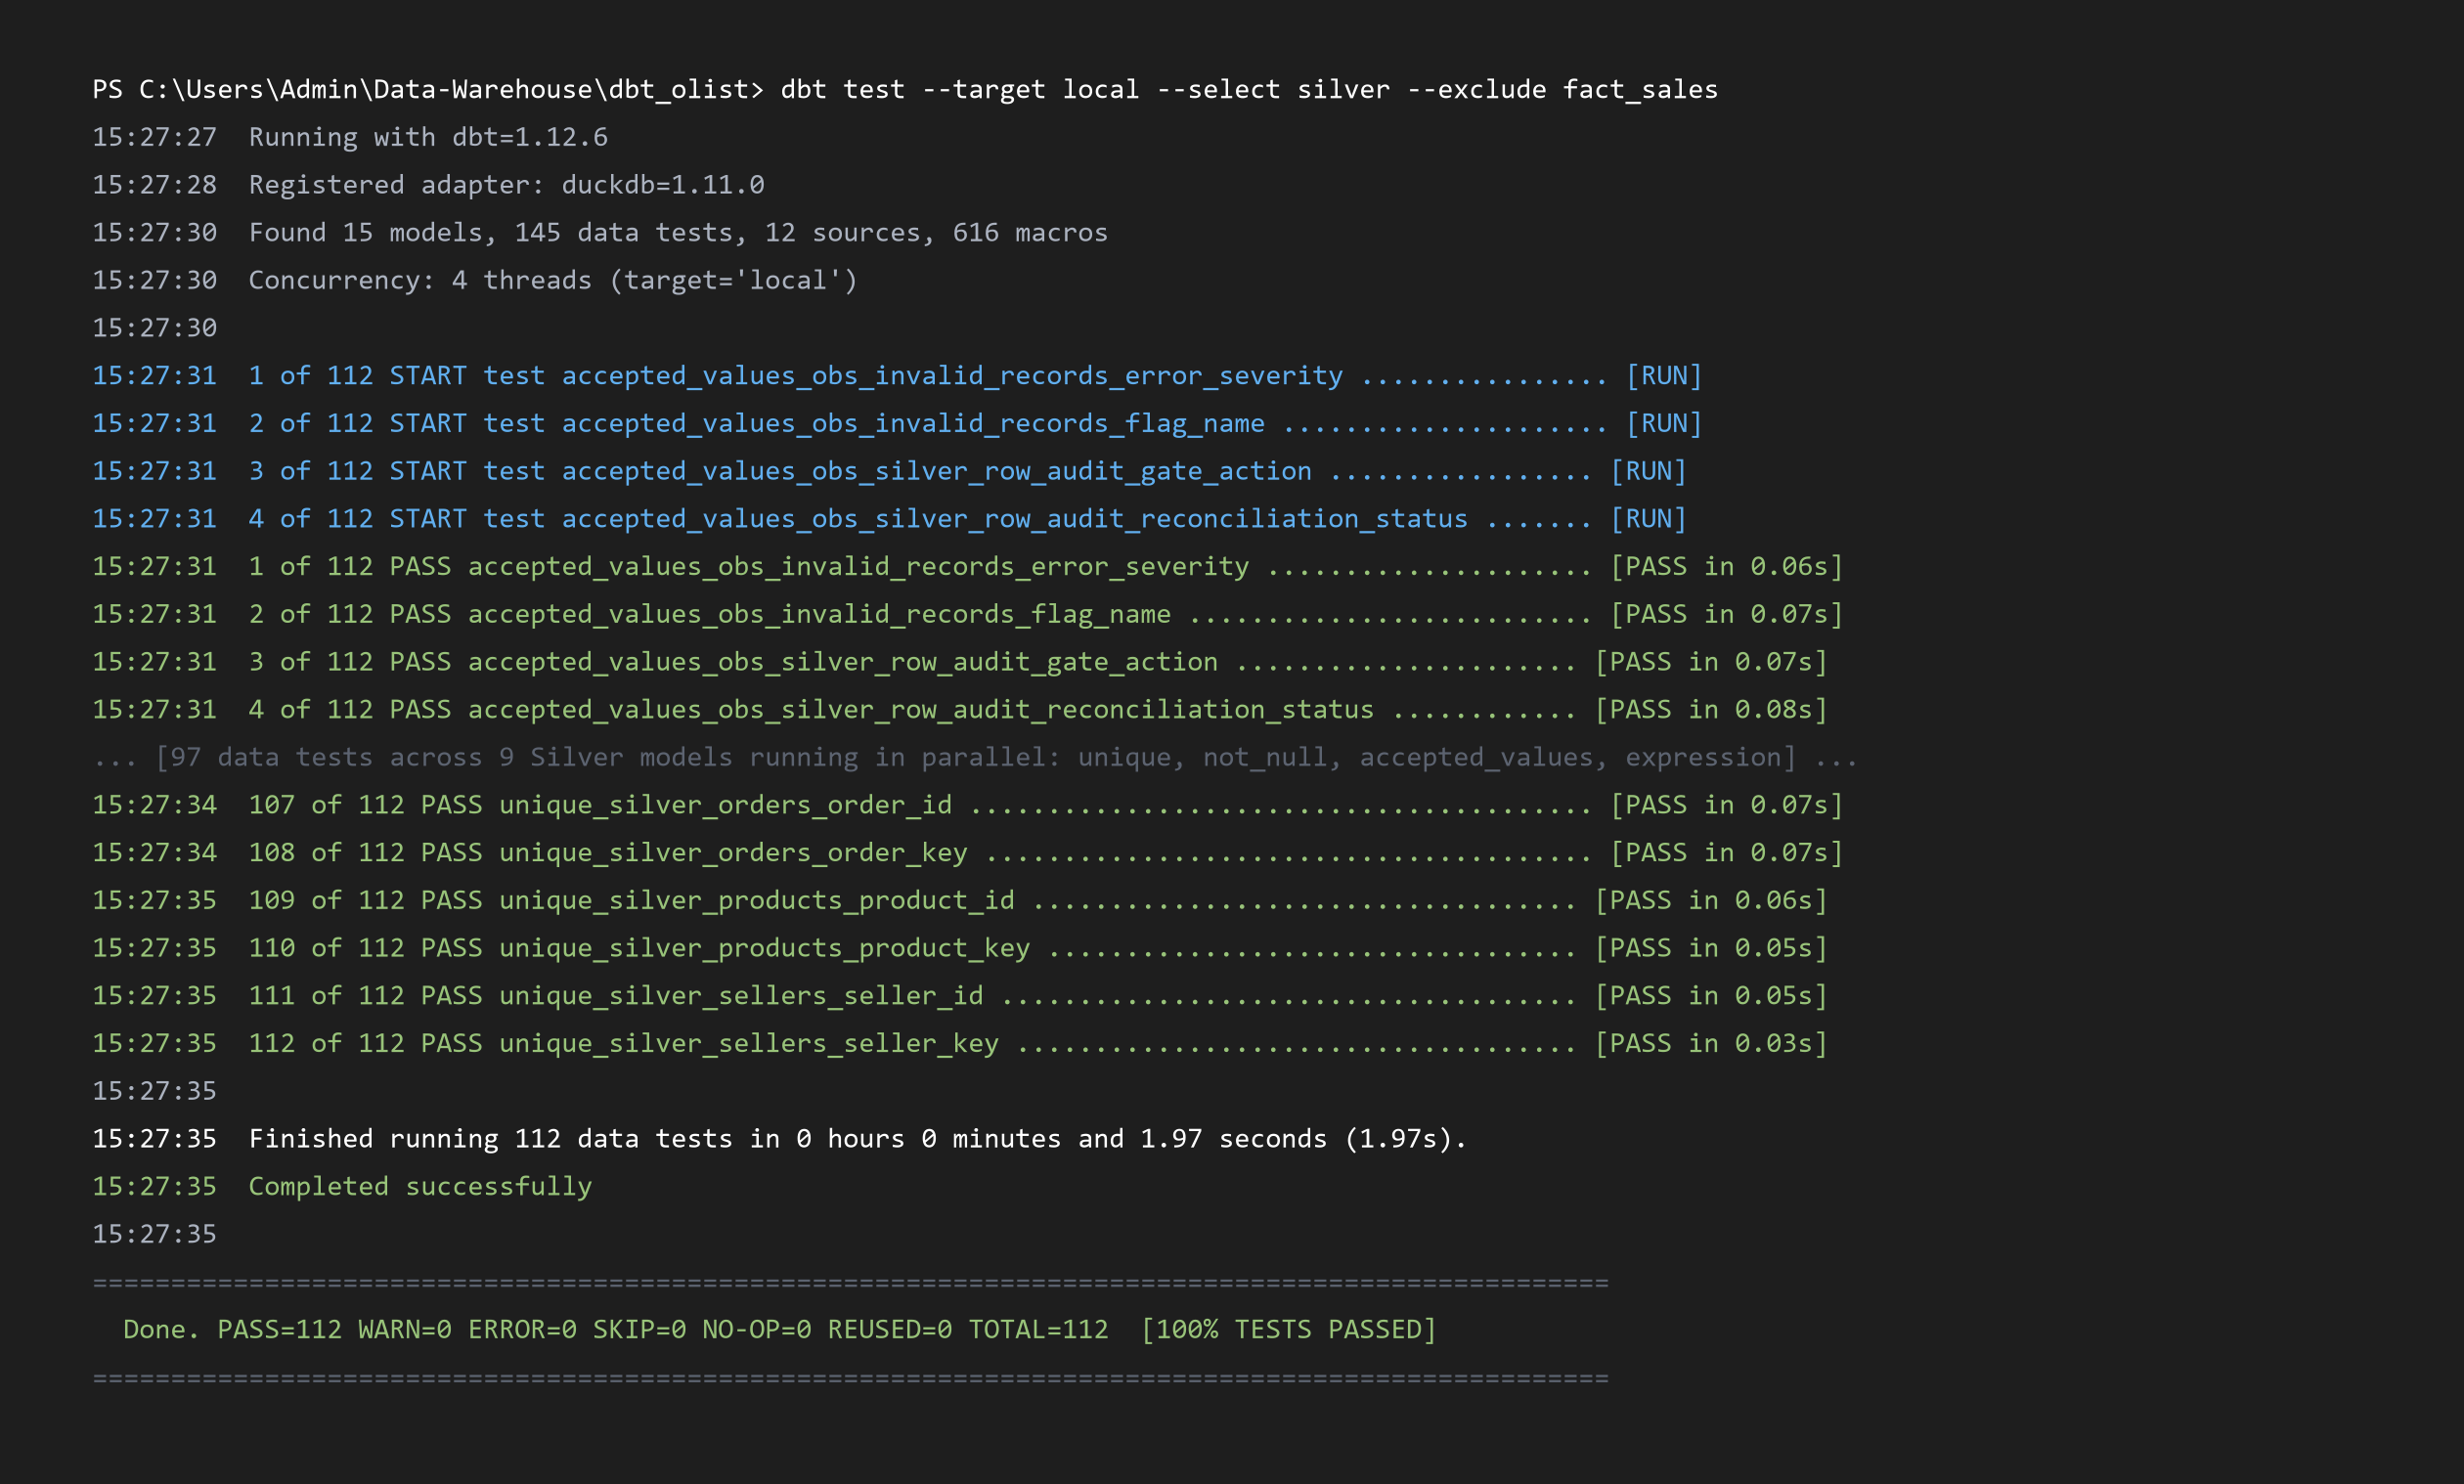 PS C:\Users\Admin\Data-Warehouse\dbt_olist> dbt test --target local --select silver --exclude fact_sales
15:27:27  Running with dbt=1.12.6
15:27:28  Registered adapter: duckdb=1.11.0
15:27:30  Found 15 models, 145 data tests, 12 sources, 616 macros
15:27:30  Concurrency: 4 threads (target='local')
15:27:30
15:27:31  1 of 112 START test accepted_values_obs_invalid_records_error_severity ................ [RUN]
15:27:31  2 of 112 START test accepted_values_obs_invalid_records_flag_name ..................... [RUN]
15:27:31  3 of 112 START test accepted_values_obs_silver_row_audit_gate_action ................. [RUN]
15:27:31  4 of 112 START test accepted_values_obs_silver_row_audit_reconciliation_status ....... [RUN]
15:27:31  1 of 112 PASS accepted_values_obs_invalid_records_error_severity ..................... [PASS in 0.06s]
15:27:31  2 of 112 PASS accepted_values_obs_invalid_records_flag_name .......................... [PASS in 0.07s]
15:27:31  3 of 112 PASS accepted_values_obs_silver_row_audit_gate_action ...................... [PASS in 0.07s]
15:27:31  4 of 112 PASS accepted_values_obs_silver_row_audit_reconciliation_status ............ [PASS in 0.08s]
... [97 data tests across 9 Silver models running in parallel: unique, not_null, accepted_values, expression] ...
15:27:34  107 of 112 PASS unique_silver_orders_order_id ........................................ [PASS in 0.07s]
15:27:34  108 of 112 PASS unique_silver_orders_order_key ....................................... [PASS in 0.07s]
15:27:35  109 of 112 PASS unique_silver_products_product_id ................................... [PASS in 0.06s]
15:27:35  110 of 112 PASS unique_silver_products_product_key .................................. [PASS in 0.05s]
15:27:35  111 of 112 PASS unique_silver_sellers_seller_id ..................................... [PASS in 0.05s]
15:27:35  112 of 112 PASS unique_silver_sellers_seller_key .................................... [PASS in 0.03s]
15:27:35
15:27:35  Finished running 112 data tests in 0 hours 0 minutes and 1.97 seconds (1.97s).
15:27:35  Completed successfully
15:27:35
=================================================================================================
  Done. PASS=112 WARN=0 ERROR=0 SKIP=0 NO-OP=0 REUSED=0 TOTAL=112  [100% TESTS PASSED]
=================================================================================================